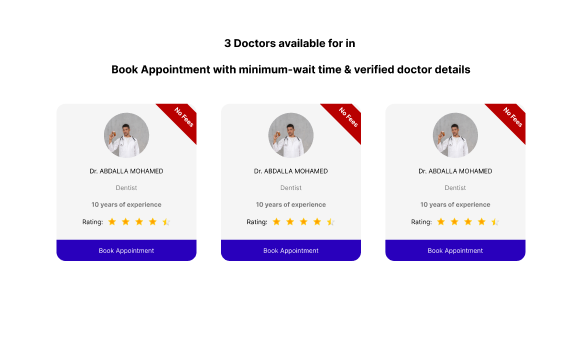 3 Doctors available for in
Book Appointment with minimum-wait time & verified doctor details
No Fees
Dr. ABDALLA MOHAMED
Dentist
10 years of experience
Rating:
Book Appointment
No Fees
Dr. ABDALLA MOHAMED
Dentist
10 years of experience
Rating:
Book Appointment
No Fees
Dr. ABDALLA MOHAMED
Dentist
10 years of experience
Rating:
Book Appointment